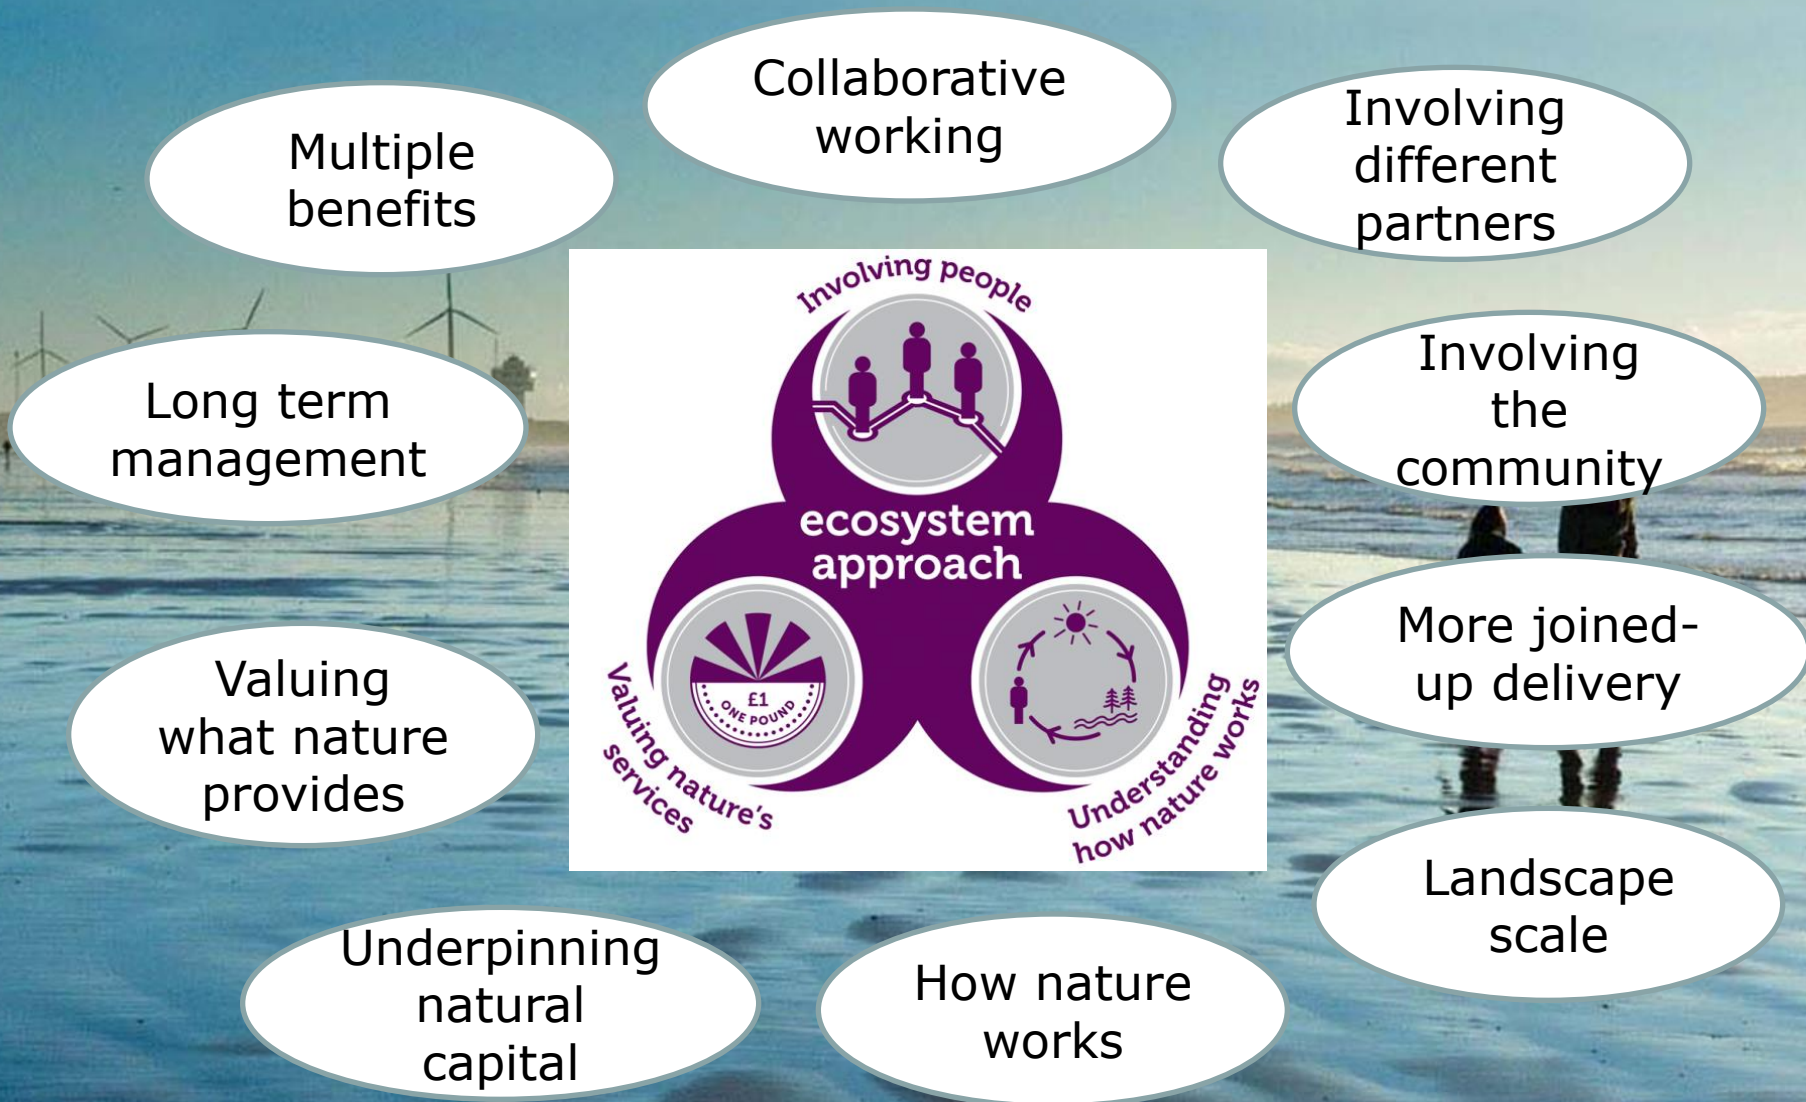 Collaborative
working
Multiple
benefits
Involving
different
partners
Long term
management
Involving
the
community
Involving people
ecosystem
approach
£1
ONE POUND
Valuing nature's
services
Understanding
how nature works
Valuing
what nature
provides
More joined-
up delivery
Landscape
scale
Underpinning
natural
capital
How nature
works